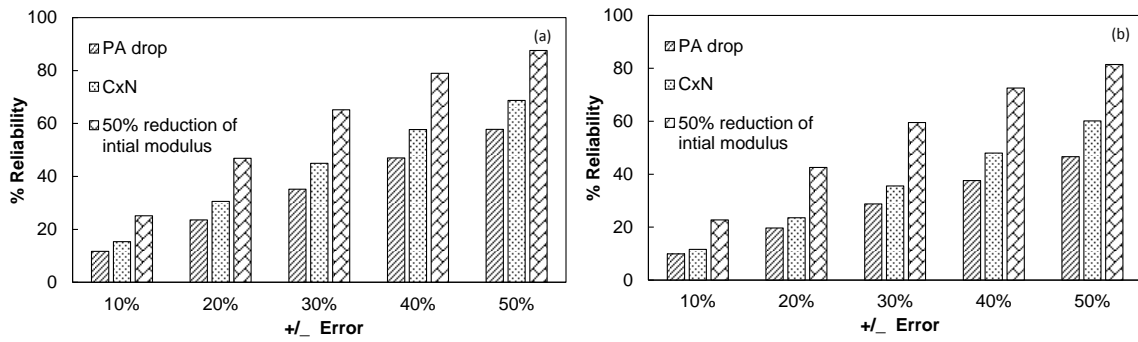 100
80
60
40
20
0
% Reliability
(a)
PA drop
CxN
50% reduction of
intial modulus
10% 20% 30% 40% 50%
+/_ Error
100
80
60
40
20
0
% Reliability
(b)
PA drop
CxN
50% reduction of
intial modulus
10% 20% 30% 40% 50%
+/_ Error